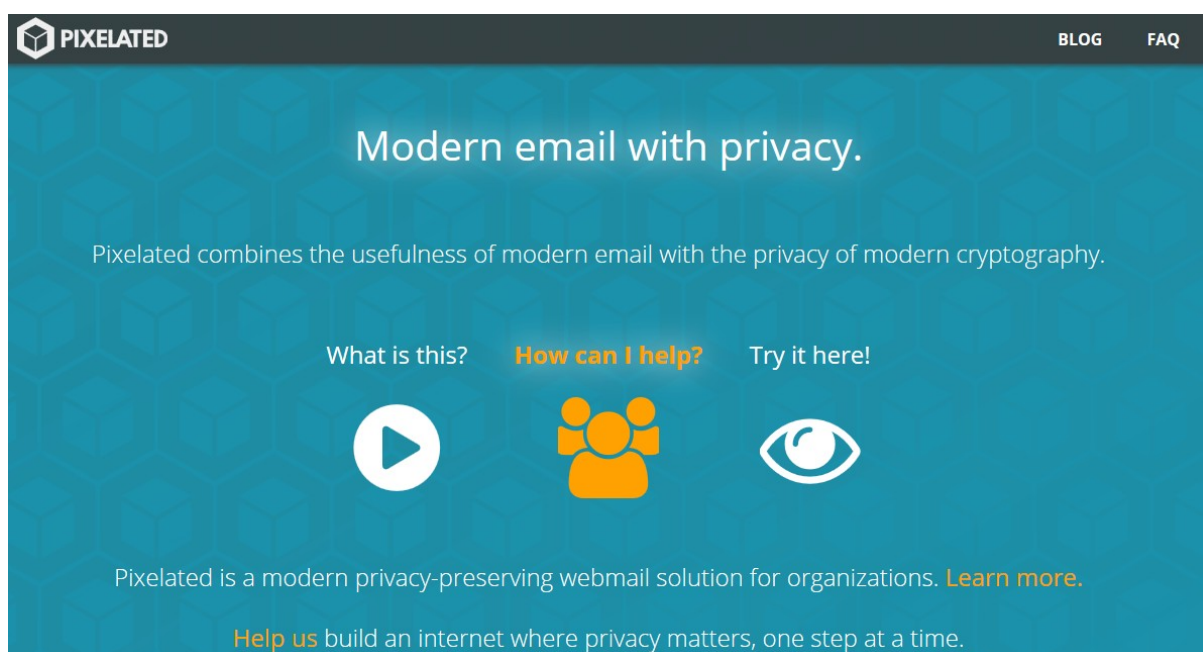 PIXELATED
BLOG FAQ
Modern email with privacy.
Pixelated combines the usefulness of modern email with the privacy of modern cryptography.
What is this? How can I help? Try it here!
Pixelated is a modern privacy-preserving webmail solution for organizations. Learn more.
Help us build an internet where privacy matters, one step at a time.